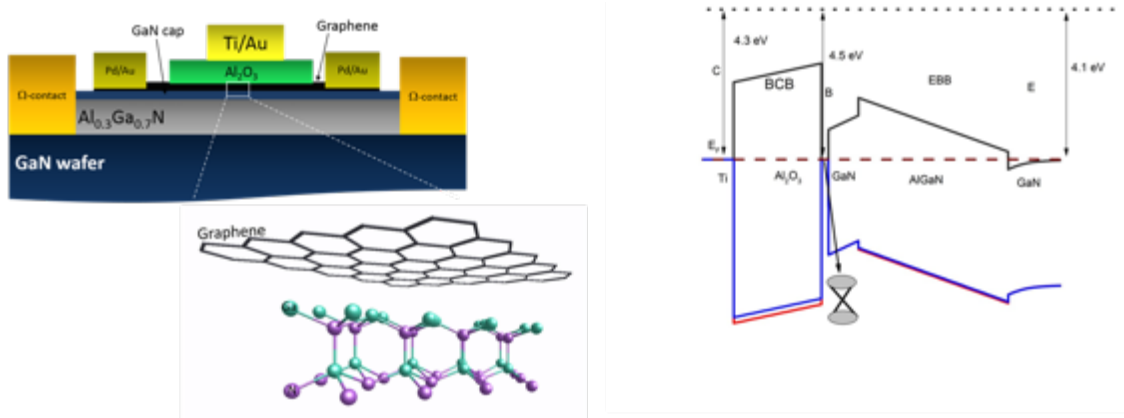 GaN cap
Graphene
Ti/Au
Pd/Au
Al₂O₃
Pd/Au
Ω-contact
Ω-contact
Al₀.₃Ga₀.₇N
GaN wafer
Graphene
N
4.3 eV
4.5 eV
4.1 eV
C
BCB
B
EBB
E
E_F
Ti
Al₂O₃
GaN
AlGaN
GaN